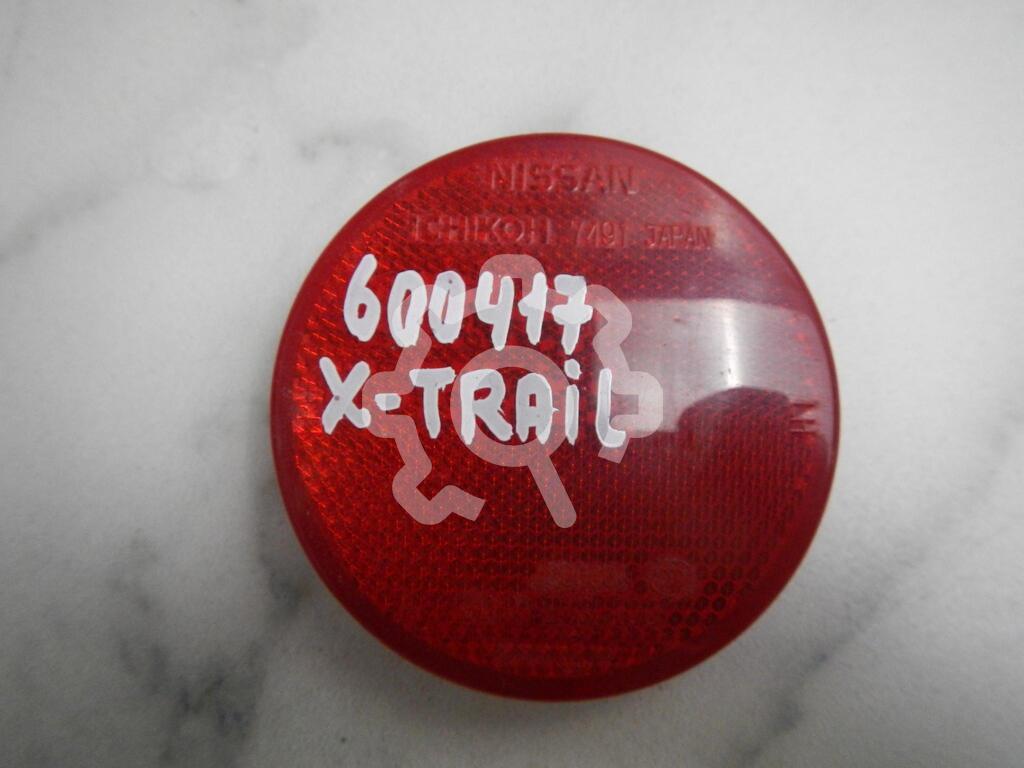 NISSAN
ICHIKOH 7491 JAPAN
600417
X-TRAiL